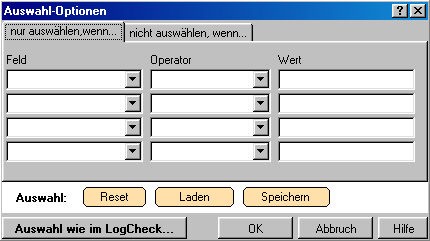 Auswahl-Optionen
nur auswählen,wenn... nicht auswählen, wenn...
Feld Operator Wert
Auswahl: Reset Laden Speichern
Auswahl wie im LogCheck... OK Abbruch Hilfe